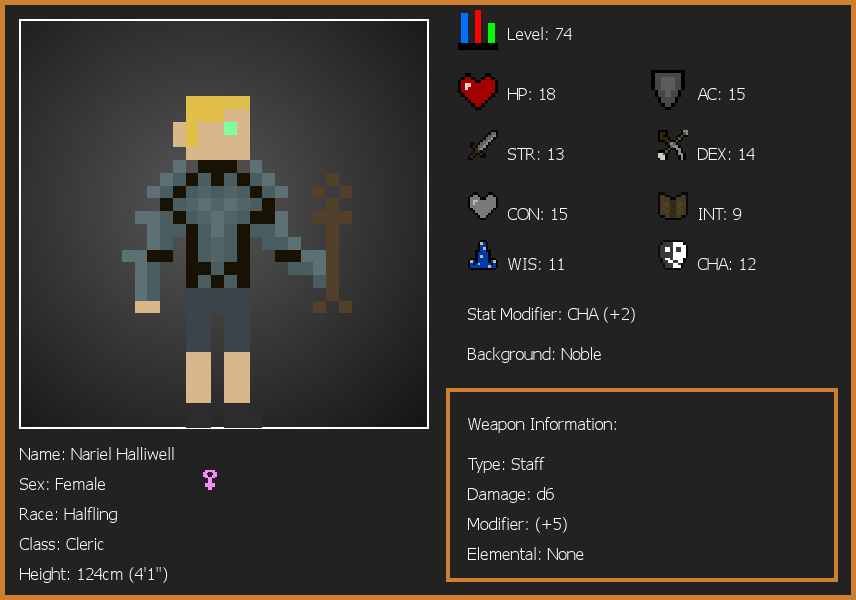 Level: 74
HP: 18
AC: 15
STR: 13
DEX: 14
CON: 15
INT: 9
WIS: 11
CHA: 12
Stat Modifier: CHA (+2)
Background: Noble
Weapon Information:
Type: Staff
Damage: d6
Modifier: (+5)
Elemental: None
Name: Nariel Halliwell
Sex: Female
Race: Halfling
Class: Cleric
Height: 124cm (4'1")